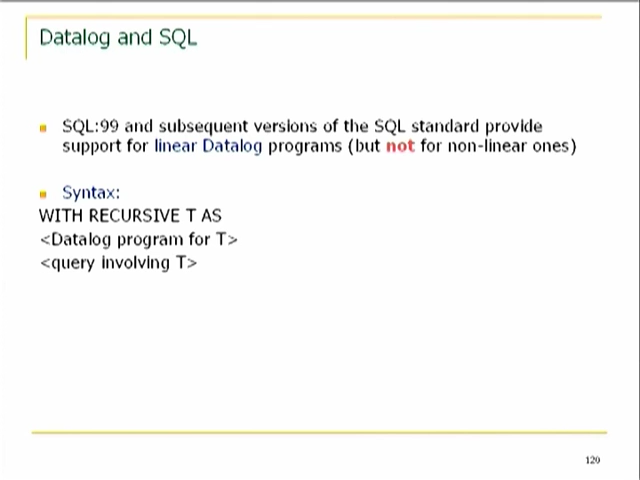 Datalog and SQL
SQL:99 and subsequent versions of the SQL standard provide
support for linear Datalog programs (but not for non-linear ones)
Syntax:
WITH RECURSIVE T AS
<Datalog program for T>
<query involving T>
120